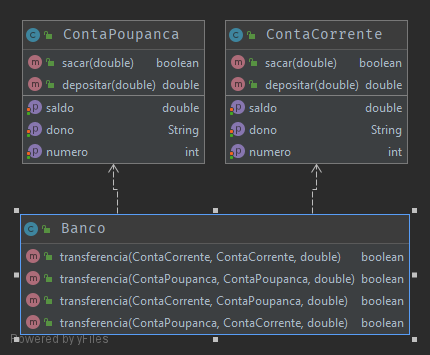 ContaPoupanca
sacar(double) boolean
depositar(double) double
saldo double
dono String
numero int
ContaCorrente
sacar(double) boolean
depositar(double) double
saldo double
dono String
numero int
Banco
transferencia(ContaCorrente, ContaCorrente, double) boolean
transferencia(ContaPoupanca, ContaPoupanca, double) boolean
transferencia(ContaCorrente, ContaPoupanca, double) boolean
transferencia(ContaPoupanca, ContaCorrente, double) boolean
Powered by yFiles